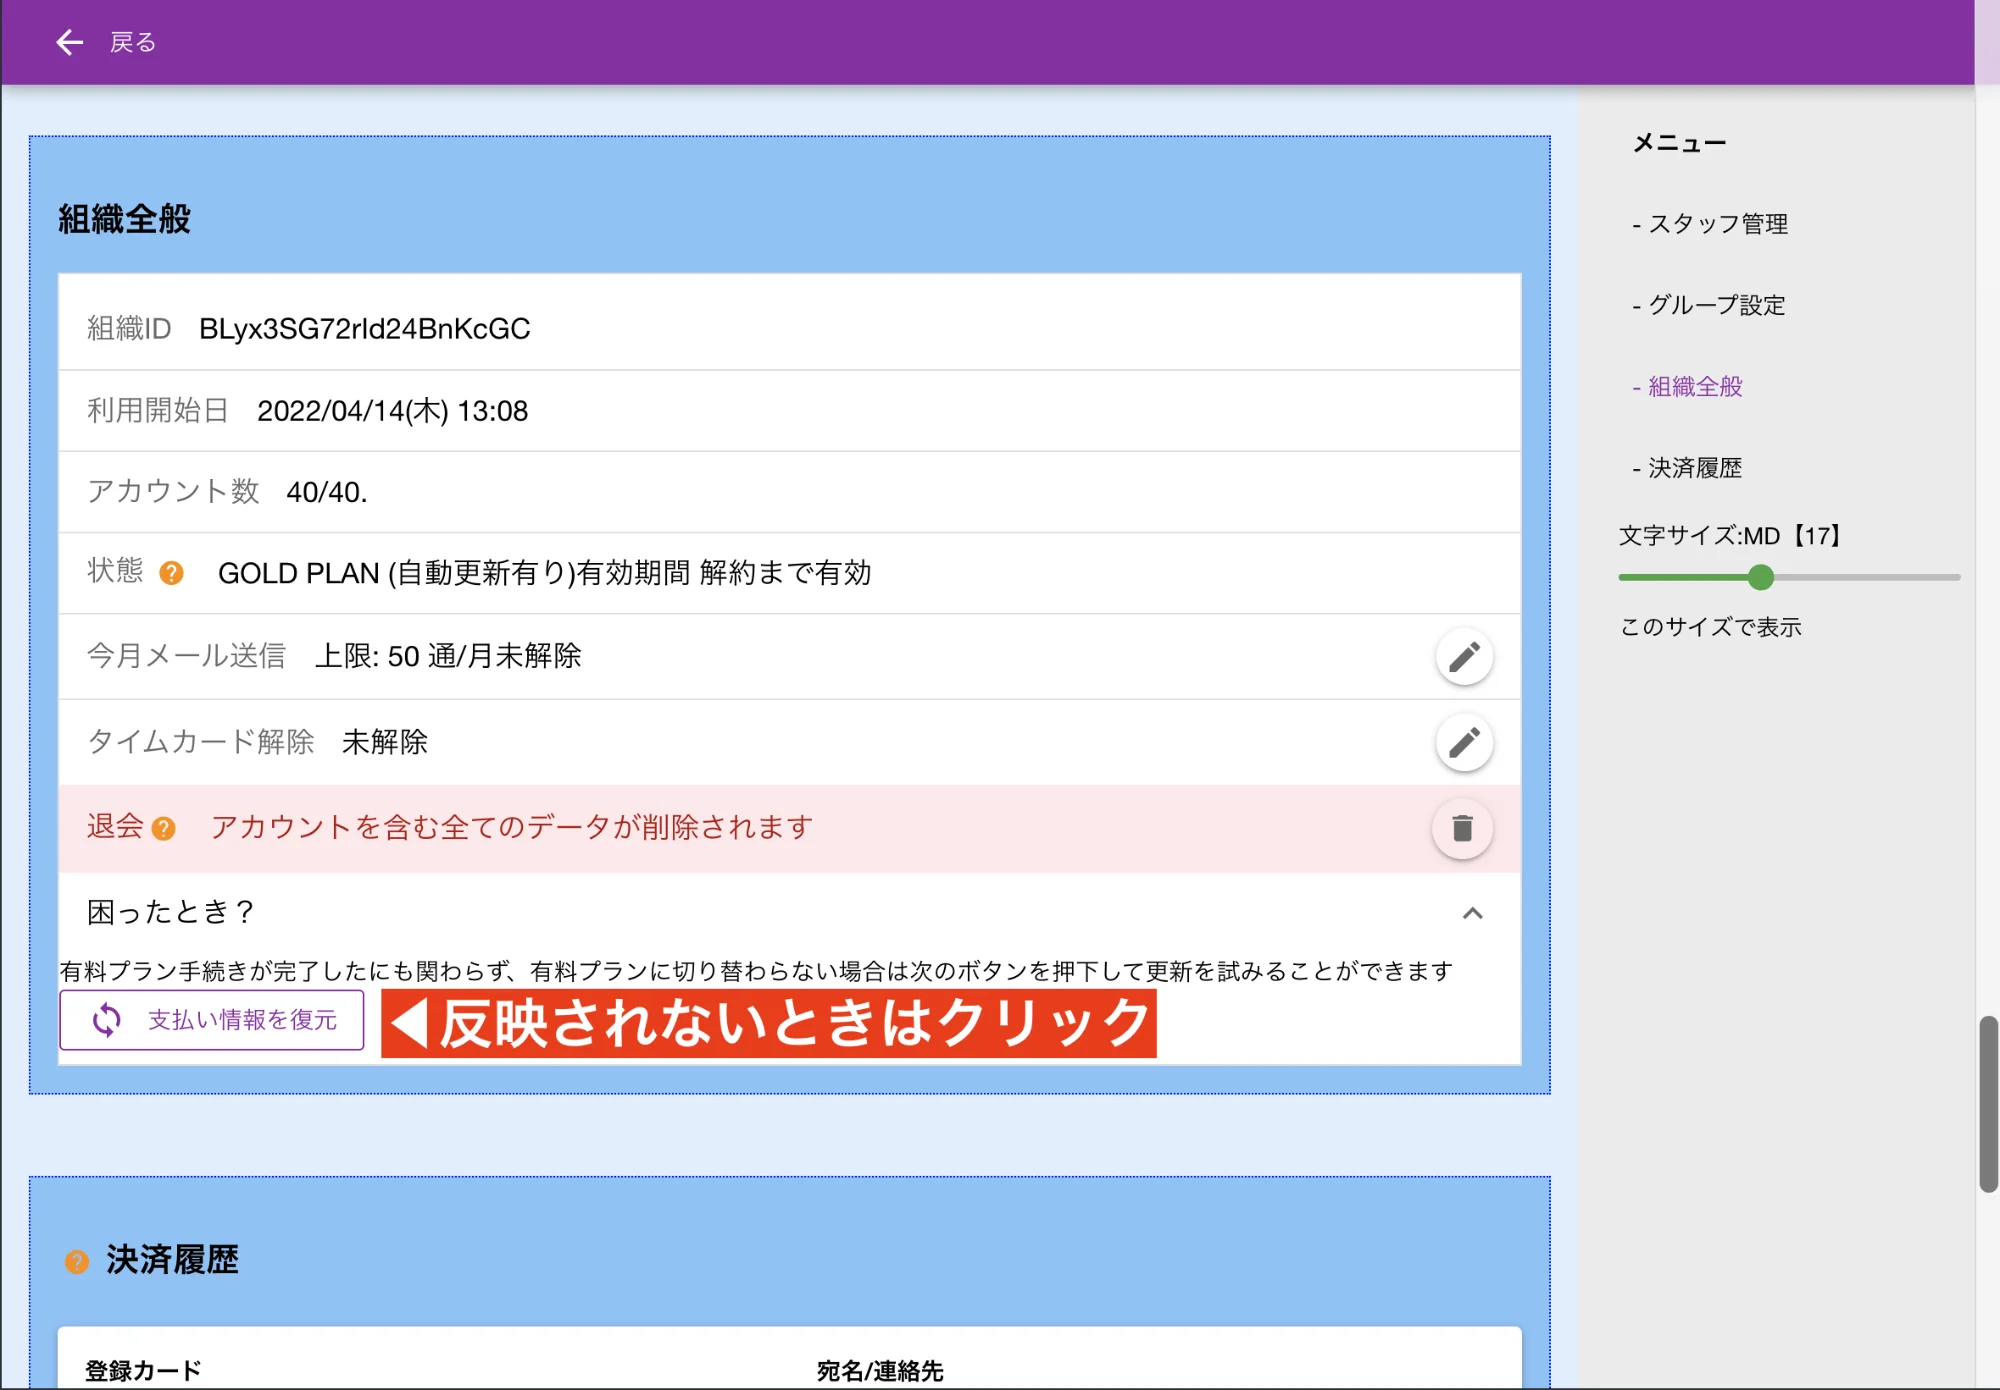 戻る
組織全般
組織ID BLyx3SG72rId24BnKcGC
利用開始日 2022/04/14(木) 13:08
アカウント数 40/40.
状態 ? GOLD PLAN (自動更新有り)有効期間 解約まで有効
今月メール送信 上限: 50 通/月未解除
タイムカード解除 未解除
退会 ? アカウントを含む全てのデータが削除されます
困ったとき？
有料プラン手続きが完了したにも関わらず、有料プランに切り替わらない場合は次のボタンを押下して更新を試みることができます
支払い情報を復元
◀反映されないときはクリック
? 決済履歴
登録カード 宛名/連絡先
メニュー
- スタッフ管理
- グループ設定
- 組織全般
- 決済履歴
文字サイズ:MD【17】
このサイズで表示